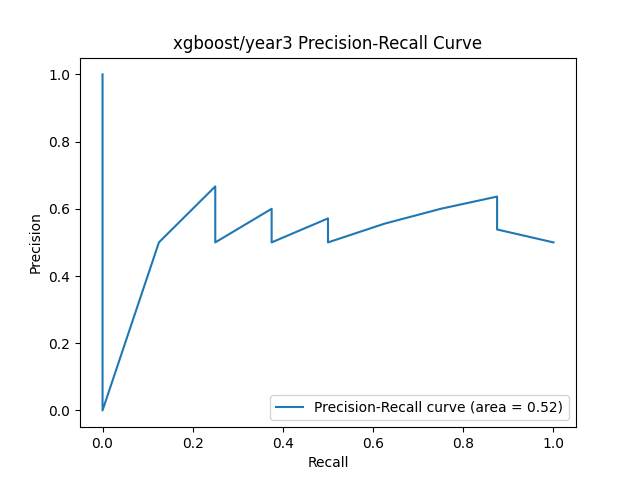 xgboost/year3 Precision-Recall Curve
1.0
0.8
0.6
0.4
0.2
0.0
Precision
Precision-Recall curve (area = 0.52)
0.0 0.2 0.4 0.6 0.8 1.0
Recall